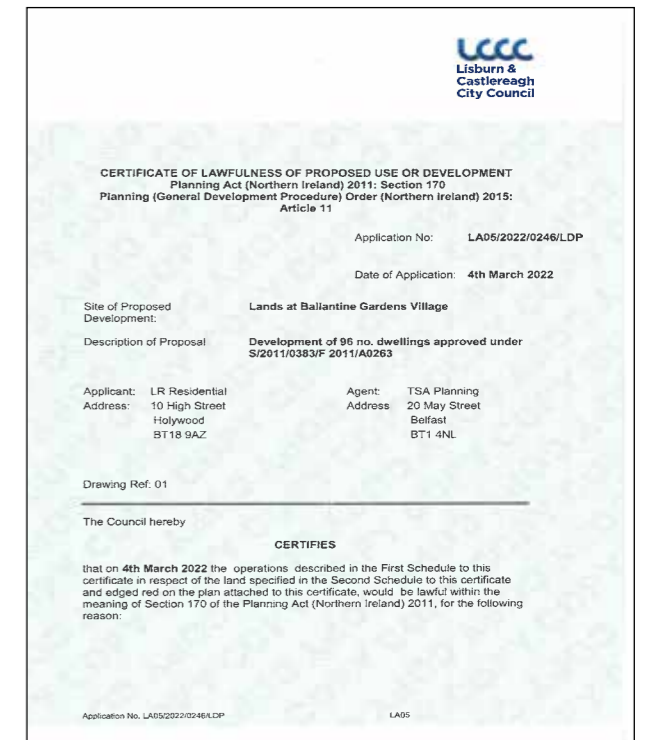 LCCC
Lisburn &
Castlereagh
City Council
CERTIFICATE OF LAWFULNESS OF PROPOSED USE OR DEVELOPMENT
Planning Act (Northern Ireland) 2011: Section 170
Planning (General Development Procedure) Order (Northern ireland) 2015:
Article 11
Application No: LA05/2022/0246/LDP
Date of Application: 4th March 2022
Site of Proposed Lands at Ballantine Gardens Village
Development:
Description of Proposal Development of 96 no. dwellings approved under
S/2011/0383/F 2011/A0263
Applicant: LR Residential Agent: TSA Planning
Address: 10 High Street Address 20 May Street
Holywood Belfast
BT18 9AZ BT1 4NL
Drawing Ref: 01
The Council hereby
CERTIFIES
that on 4th March 2022 the operations described in the First Schedule to this
certificate in respect of the land specified in the Second Schedule to this certificate
and edged red on the plan attached to this certificate, would be lawful within the
meaning of Section 170 of the Planning Act (Northern Ireland) 2011, for the following
reason:
Application No. LA05/2022/0246/LDP LA05